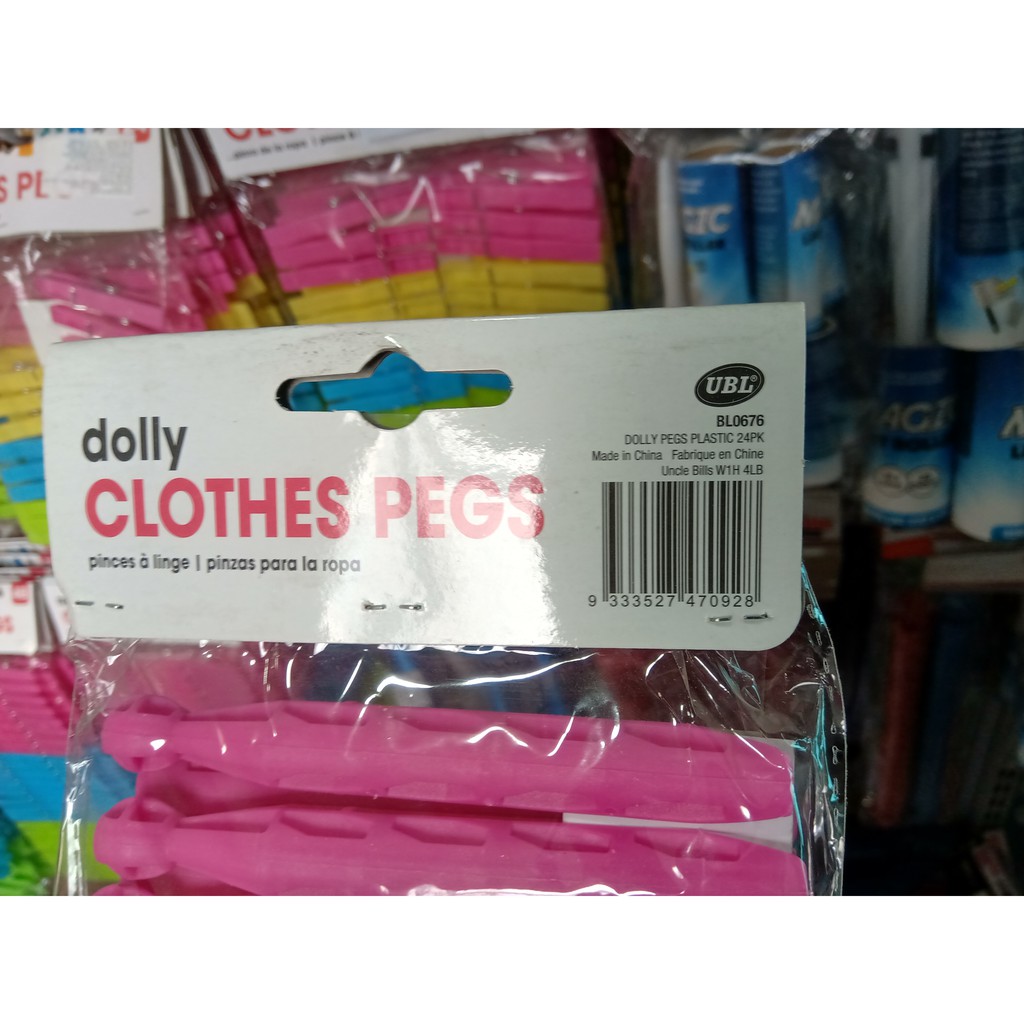 dolly
CLOTHES PEGS
pinces à linge | pinzas para la ropa
UBL®
BL0676
DOLLY PEGS PLASTIC 24PK
Made in China Fabrique en Chine
Uncle Bills W1H 4LB
9 333527 470928